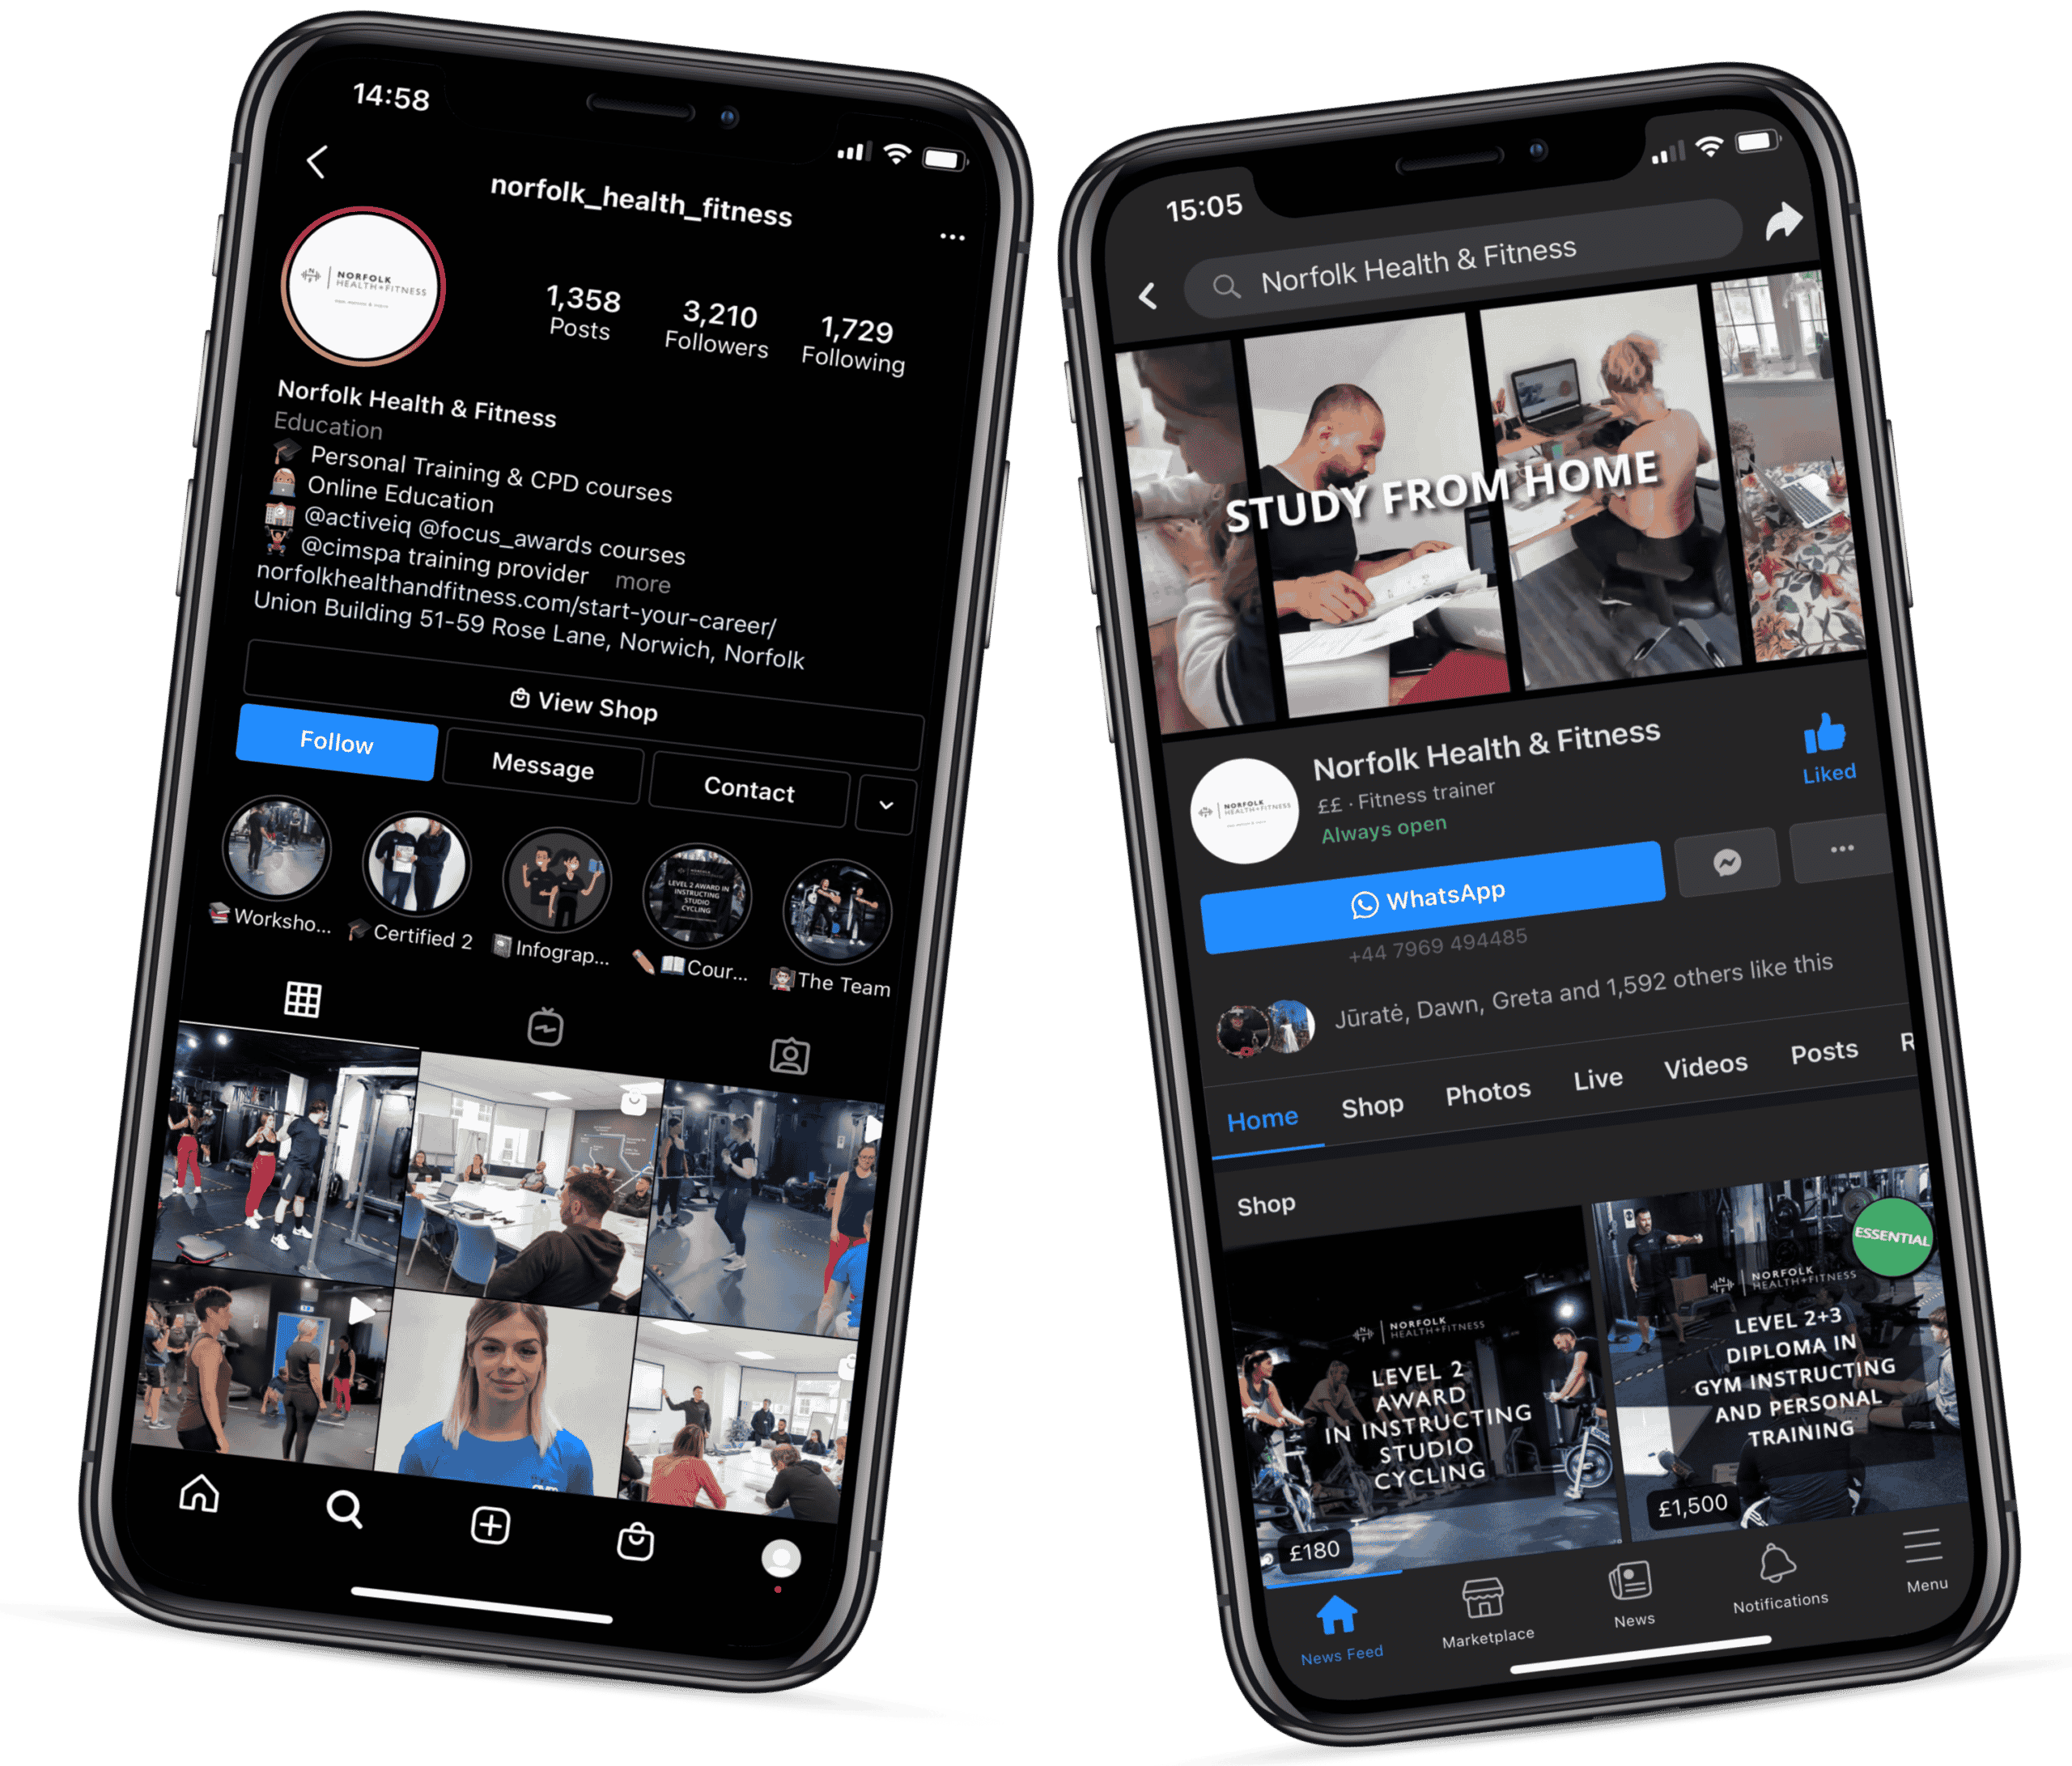 14:58
norfolk_health_fitness
NORFOLK
HEALTH+FITNESS
1,358
Posts
3,210
Followers
1,729
Following
Norfolk Health & Fitness
Education
🎓 Personal Training & CPD courses
Online Education
🏫 @activeiq @focus_awards courses
@cimspa training provider more
norfolkhealthandfitness.com/start-your-career/
Union Building 51-59 Rose Lane, Norwich, Norfolk
View Shop
Follow
Message
Contact
LEVEL 2 AWARD IN
INSTRUCTING
STUDIO
CYCLING
📚Worksho...
🎓Certified 2
Infograp...
✏️📖Cour...
The Team
15:05
Norfolk Health & Fitness
STUDY FROM HOME
NORFOLK
HEALTH+FITNESS
Norfolk Health & Fitness
££ · Fitness trainer
Always open
Liked
WhatsApp
+44 7969 494485
Jūratė, Dawn, Greta and 1,592 others like this
Home
Shop
Photos
Live
Videos
Posts
R
Shop
NORFOLK
HEALTH+FITNESS
LEVEL 2
AWARD
IN INSTRUCTING
STUDIO
CYCLING
£180
ESSENTIAL
NORFOLK
HEALTH+FITNESS
LEVEL 2+3
DIPLOMA IN
GYM INSTRUCTING
AND PERSONAL
TRAINING
£1,500
News Feed
Marketplace
News
Notifications
Menu